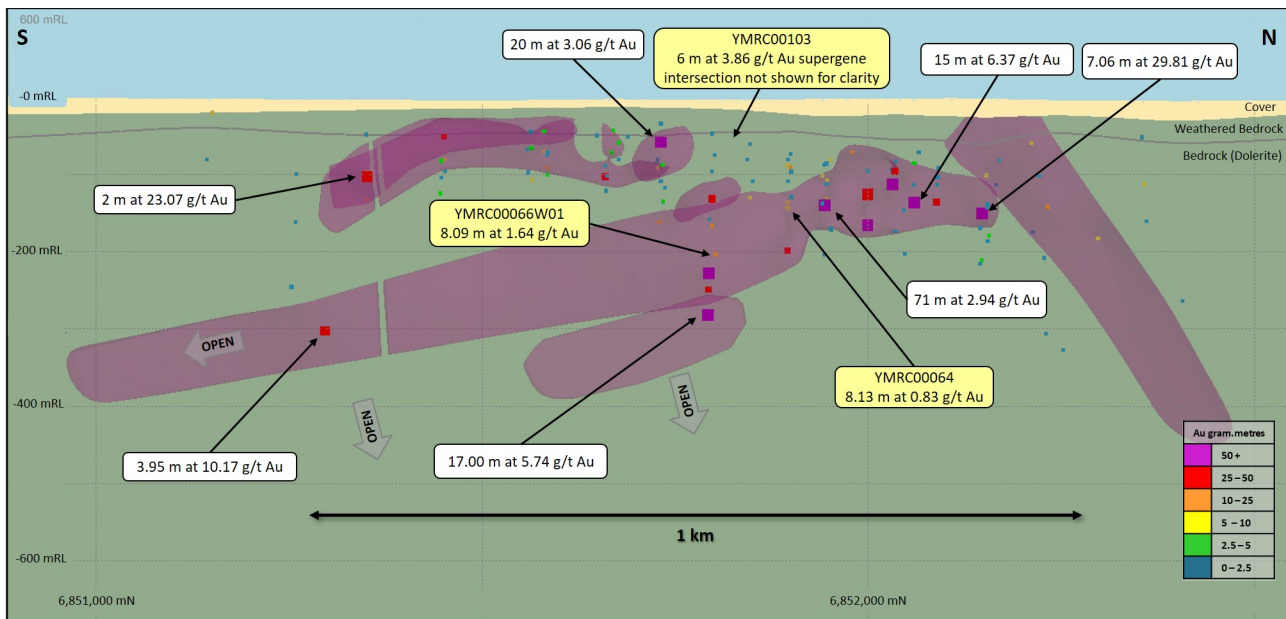 600 mRL
S
N
20 m at 3.06 g/t Au
YMRC00103
6 m at 3.86 g/t Au supergene
intersection not shown for clarity
15 m at 6.37 g/t Au
7.06 m at 29.81 g/t Au
-0 mRL
Cover
Weathered Bedrock
Bedrock (Dolerite)
2 m at 23.07 g/t Au
YMRC00066W01
8.09 m at 1.64 g/t Au
-200 mRL
71 m at 2.94 g/t Au
OPEN
YMRC00064
8.13 m at 0.83 g/t Au
-400 mRL
OPEN
OPEN
3.95 m at 10.17 g/t Au
17.00 m at 5.74 g/t Au
Au gram.metres
50+
25–50
10–25
5 – 10
2.5–5
0–2.5
1 km
-600 mRL
6,851,000 mN
6,852,000 mN